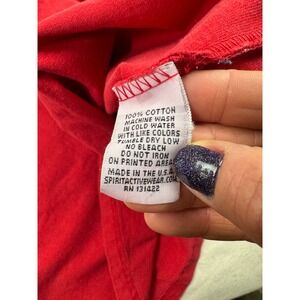 100% COTTON
MACHINE WASH
IN COLD WATER
WITH LIKE COLORS
TUMBLE DRY LOW
NO BLEACH
DO NOT IRON
ON PRINTED AREA
MADE IN THE U.S.A
SPIRITACTIVEWEAR.COM
RN 131422